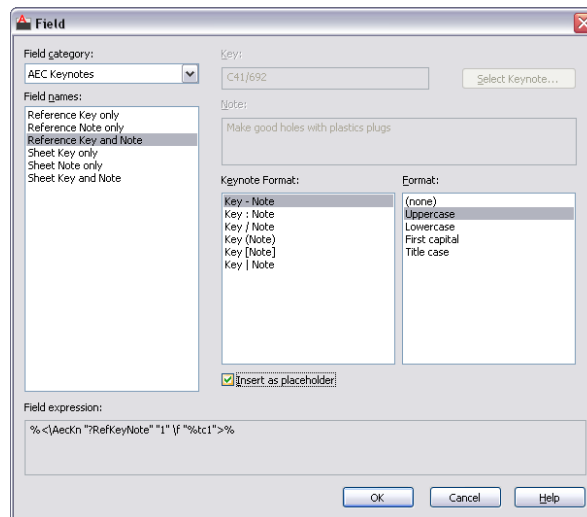 Field
Field category:
AEC Keynotes
Field names:
Reference Key only
Reference Note only
Reference Key and Note
Sheet Key only
Sheet Note only
Sheet Key and Note
Key:
C41/692
Select Keynote...
Note:
Make good holes with plastics plugs
Keynote Format:
Key - Note
Key : Note
Key / Note
Key (Note)
Key [Note]
Key | Note
Format:
(none)
Uppercase
Lowercase
First capital
Title case
Insert as placeholder
Field expression:
%<\AecKn "?RefKeyNote" "1" \f "%tc1">%
OK
Cancel
Help